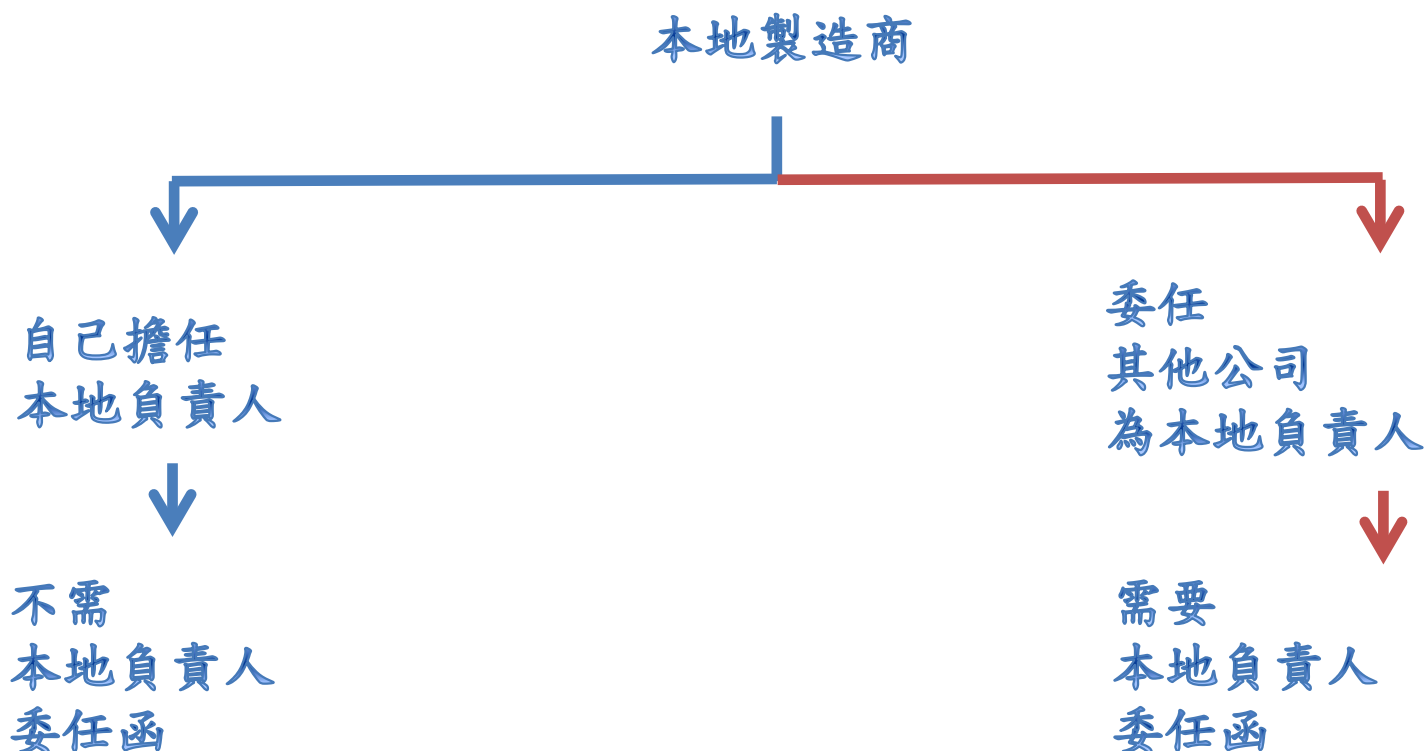 本地製造商
自己擔任
本地負責人
委任
其他公司
為本地負責人
不需
本地負責人
委任函
需要
本地負責人
委任函